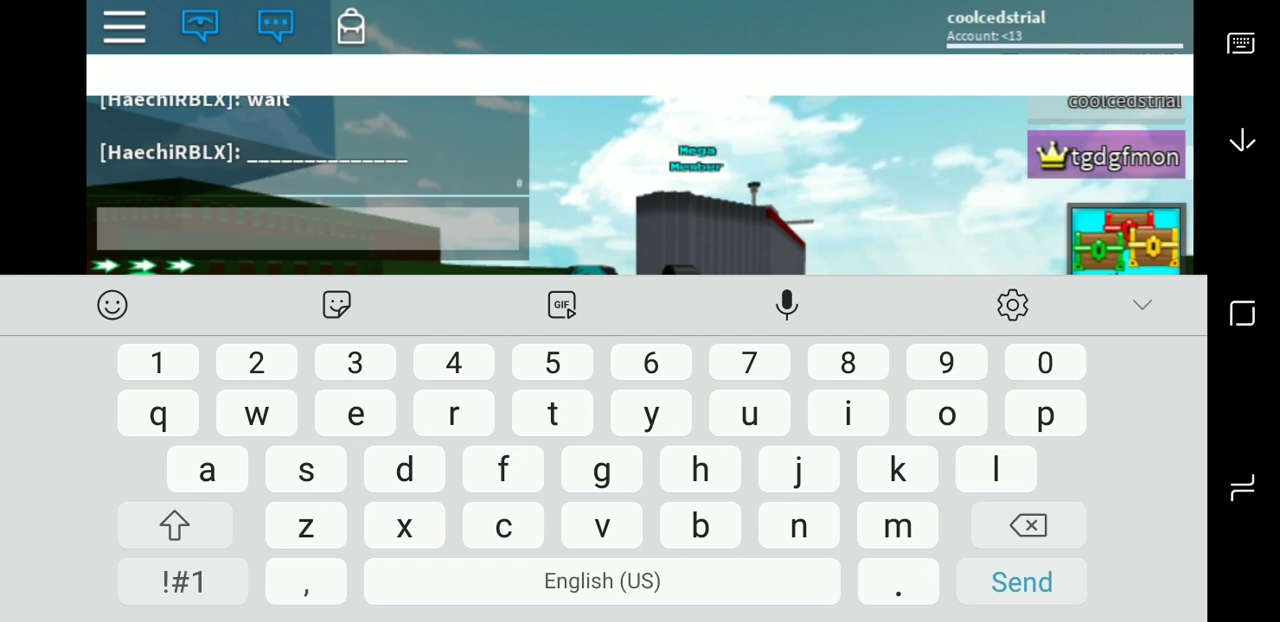 coolcedstrial
Account: <13
[HaechiRBLX]: wait
coolcedstrial
[HaechiRBLX]: ______________
Mega
Member
tgdgfmon
GIF
1 2 3 4 5 6 7 8 9 0
q w e r t y u i o p
a s d f g h j k l
z x c v b n m
!#1 , English (US) . Send